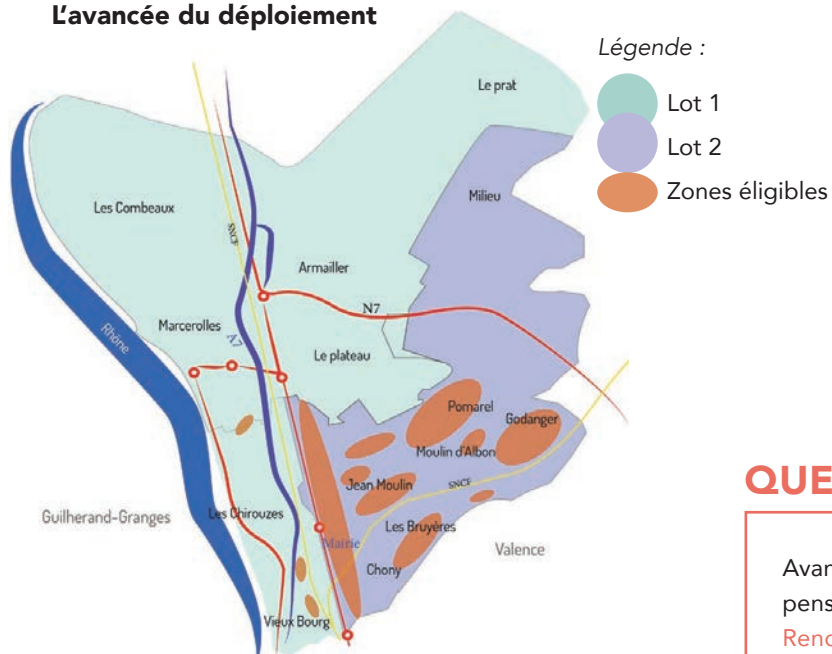 L'avancée du déploiement
Légende :
Lot 1
Lot 2
Zones éligibles
Le prat
Milieu
Les Combeaux
SNCF
Armailler
N7
Marcerolles
A7
Rhône
Le plateau
Pomarel
Godanger
Moulin d'Albon
Jean Moulin
SNCF
Guilherand-Granges
Les Chirouzes
Les Bruyères
Mairie
Valence
Chony
Vieux Bourg
QUE
Avan
pens
Renc